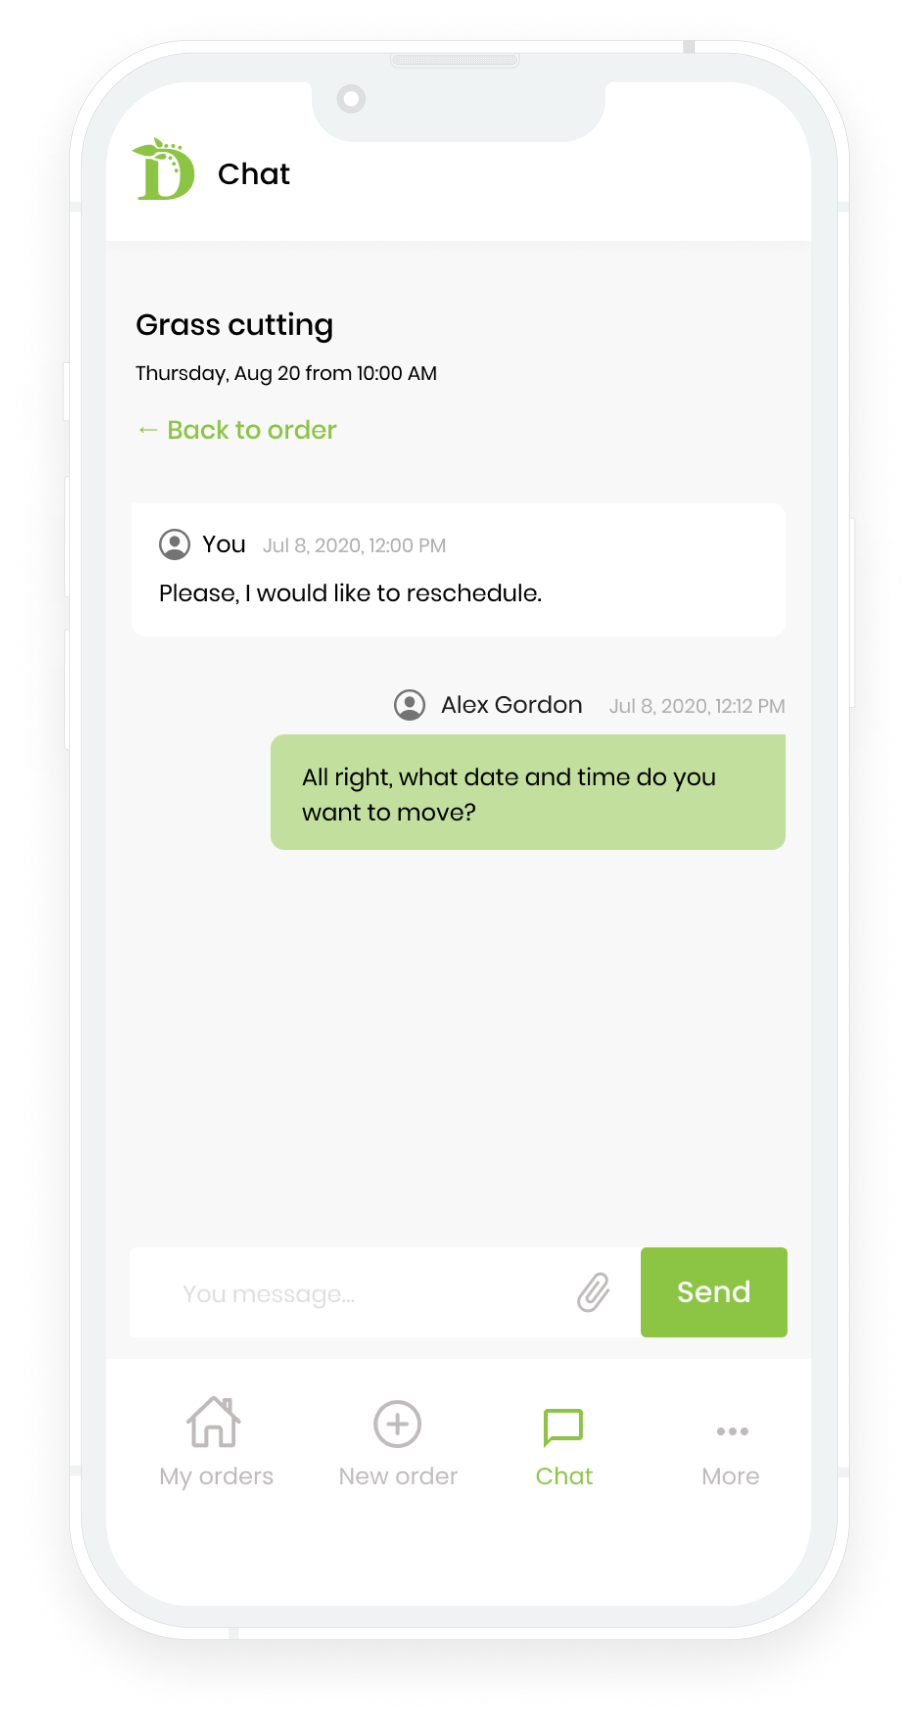 Chat
Grass cutting
Thursday, Aug 20 from 10:00 AM
← Back to order
You Jul 8, 2020, 12:00 PM
Please, I would like to reschedule.
Alex Gordon Jul 8, 2020, 12:12 PM
All right, what date and time do you
want to move?
You message...
Send
My orders New order Chat More